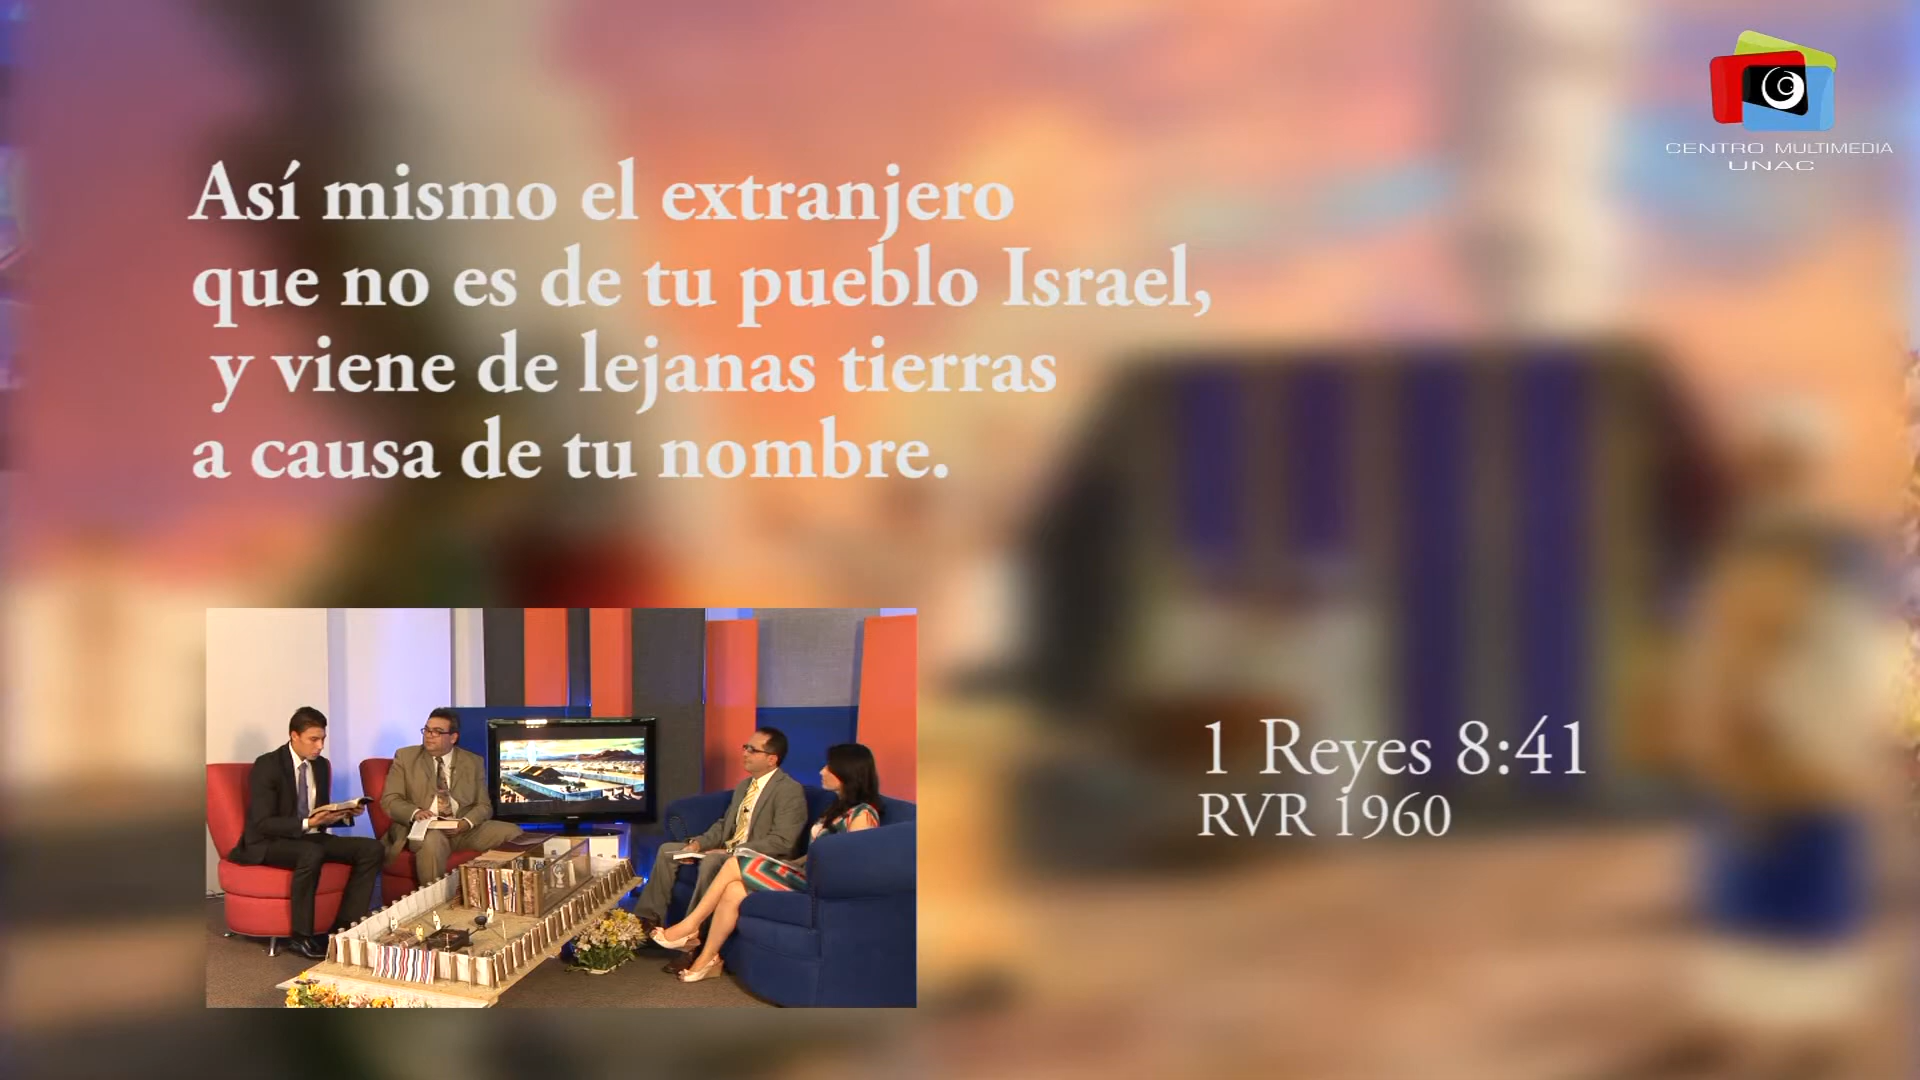 Así mismo el extranjero
que no es de tu pueblo Israel,
y viene de lejanas tierras
a causa de tu nombre.
1 Reyes 8:41
RVR 1960
CENTRO MULTIMEDIA
UNAC